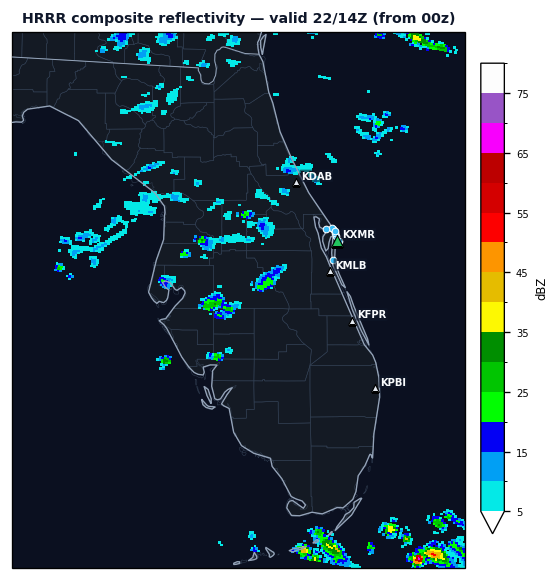 HRRR composite reflectivity — valid 22/14Z (from 00z)
KDAB
KXMR
KMLB
KFPR
KPBI
75
65
55
45
35
25
15
5
dBZ